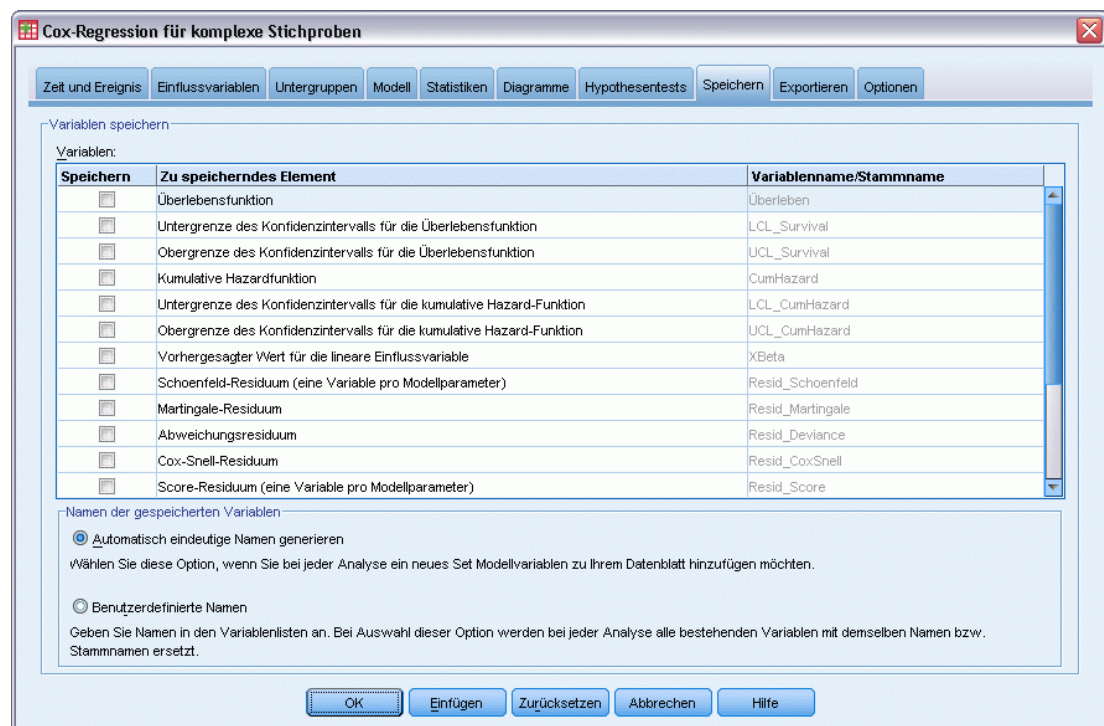 Cox-Regression für komplexe Stichproben
Zeit und Ereignis Einflussvariablen Untergruppen Modell Statistiken Diagramme Hypothesentests Speichern Exportieren Optionen
Variablen speichern
Variablen:
Speichern Zu speicherndes Element Variablenname/Stammname
Überlebensfunktion Überleben
Untergrenze des Konfidenzintervalls für die Überlebensfunktion LCL_Survival
Obergrenze des Konfidenzintervalls für die Überlebensfunktion UCL_Survival
Kumulative Hazardfunktion CumHazard
Untergrenze des Konfidenzintervalls für die kumulative Hazard-Funktion LCL_CumHazard
Obergrenze des Konfidenzintervalls für die kumulative Hazard-Funktion UCL_CumHazard
Vorhergesagter Wert für die lineare Einflussvariable XBeta
Schoenfeld-Residuum (eine Variable pro Modellparameter) Resid_Schoenfeld
Martingale-Residuum Resid_Martingale
Abweichungsresiduum Resid_Deviance
Cox-Snell-Residuum Resid_CoxSnell
Score-Residuum (eine Variable pro Modellparameter) Resid_Score
Namen der gespeicherten Variablen
Automatisch eindeutige Namen generieren
Wählen Sie diese Option, wenn Sie bei jeder Analyse ein neues Set Modellvariablen zu Ihrem Datenblatt hinzufügen möchten.
Benutzerdefinierte Namen
Geben Sie Namen in den Variablenlisten an. Bei Auswahl dieser Option werden bei jeder Analyse alle bestehenden Variablen mit demselben Namen bzw.
Stammnamen ersetzt.
OK Einfügen Zurücksetzen Abbrechen Hilfe